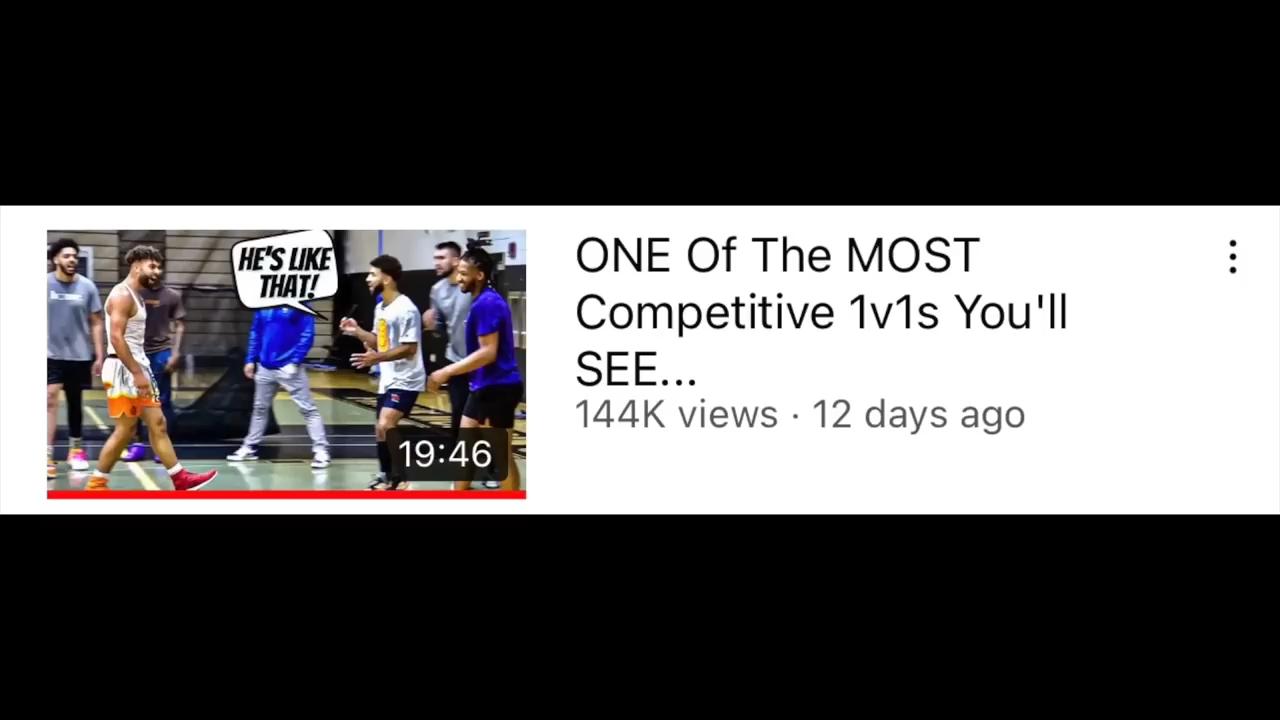 HE'S LIKE
THAT!
19:46
ONE Of The MOST
Competitive 1v1s You'll
SEE...
144K views · 12 days ago